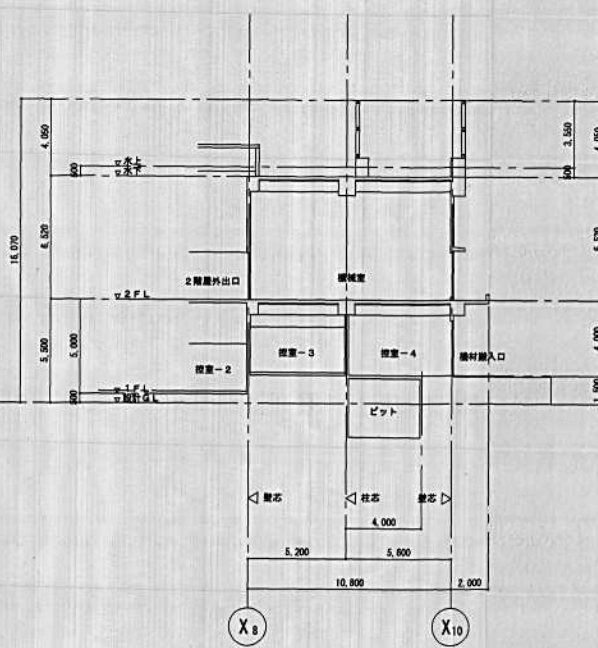 4,050
3,550
4,050
▽水上
▽水下
500
500
16,070
6,520
6,520
2階屋外出口
機械室
▽2FL
5,500
5,000
控室-2
控室-3
控室-4
機材搬入口
4,000
▽1FL
▽設計GL
500
1,500
ピット
◁ 壁芯
◁ 柱芯
壁芯 ▷
4,000
5,200
5,600
10,800
2,000
X8
X10